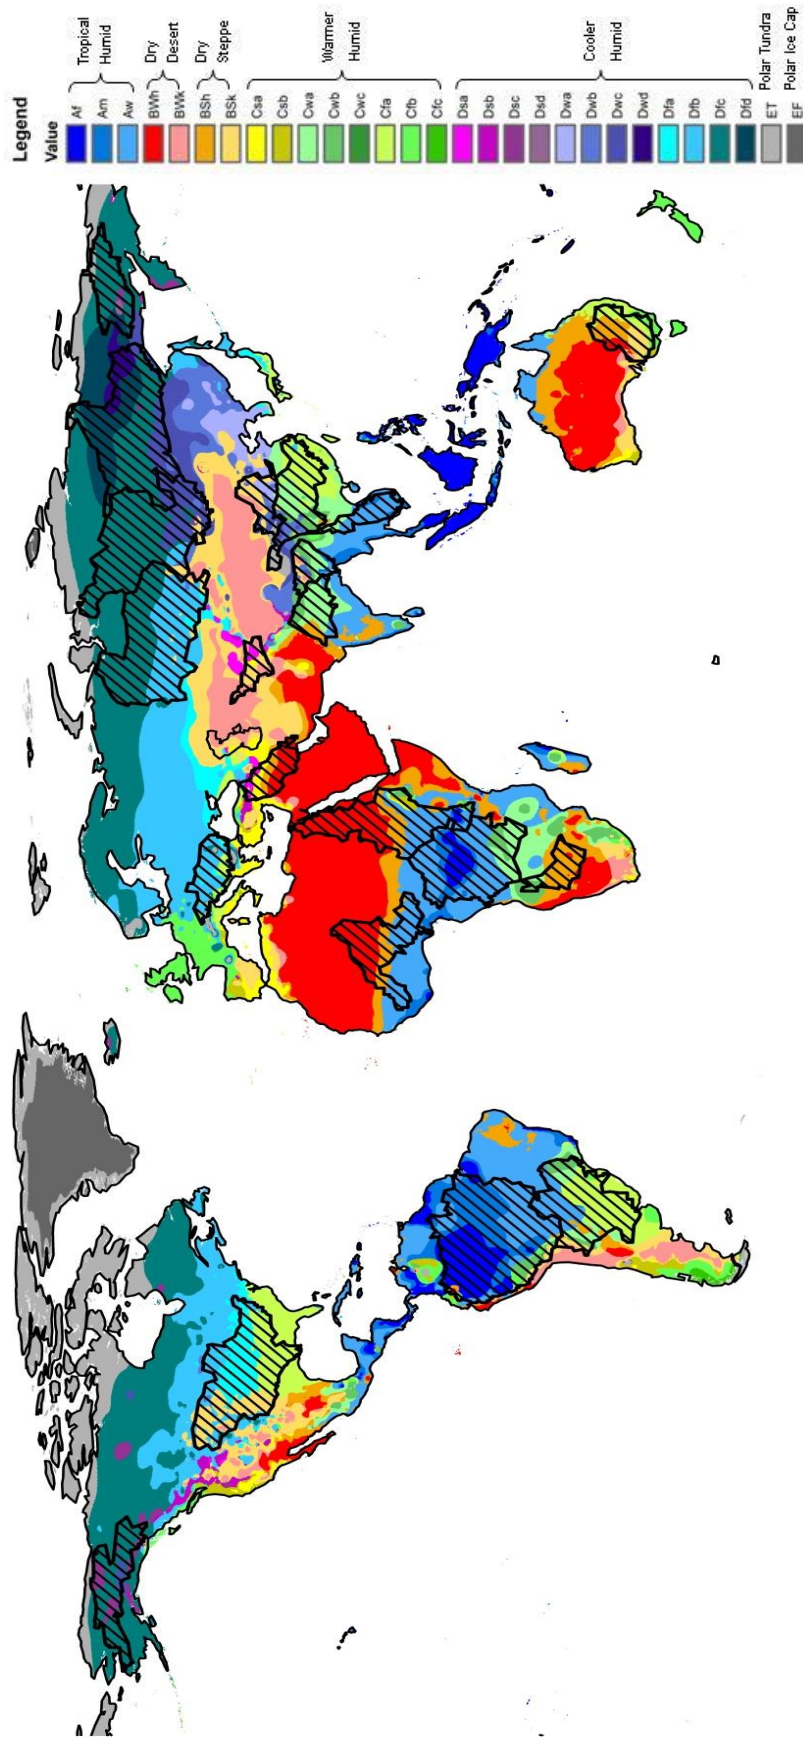 Legend
Value
Af
Am
Aw
BWh
BWk
BSh
BSk
Csa
Csb
Cwa
Cwb
Cwc
Cfa
Cfb
Cfc
Dsa
Dsb
Dsc
Dsd
Dwa
Dwb
Dwc
Dwd
Dfa
Dfb
Dfc
Dfd
ET
EF
Tropical
Humid
Dry
Desert
Dry
Steppe
Warmer
Humid
Cooler
Humid
Polar Tundra
Polar Ice Cap